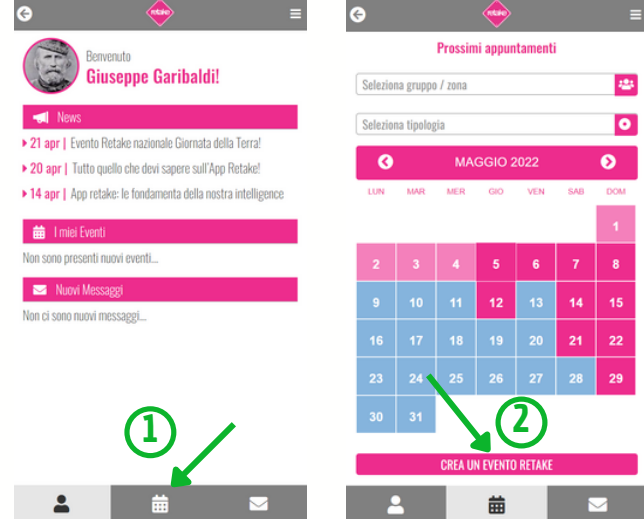 retake
Benvenuto
Giuseppe Garibaldi!
News
21 apr | Evento Retake nazionale Giornata della Terra!
20 apr | Tutto quello che devi sapere sull'App Retake!
14 apr | App retake: le fondamenta della nostra intelligence
I miei Eventi
Non sono presenti nuovi eventi...
Nuovi Messaggi
Non ci sono nuovi messaggi...
1
retake
Prossimi appuntamenti
Seleziona gruppo / zona
Seleziona tipologia
MAGGIO 2022
LUN MAR MER GIO VEN SAB DOM
1
2 3 4 5 6 7 8
9 10 11 12 13 14 15
16 17 18 19 20 21 22
23 24 25 26 27 28 29
30 31
2
CREA UN EVENTO RETAKE